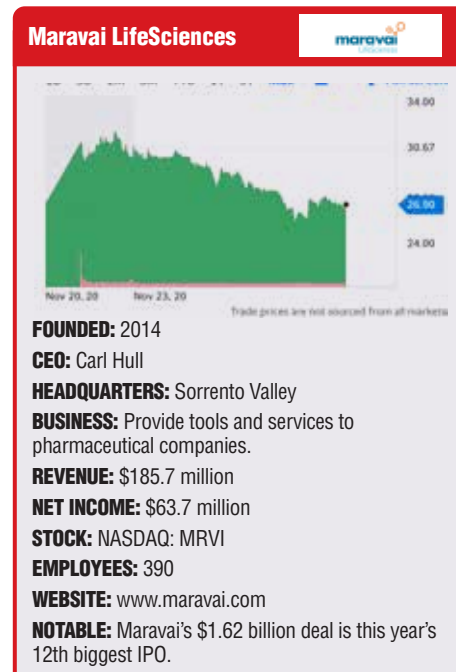 Maravai LifeSciences
maravai
LifeSciences
34.00
30.67
26.90
24.00
Nov 20, 20 Nov 23, 20
Trade prices are not sourced from all markets
FOUNDED: 2014
CEO: Carl Hull
HEADQUARTERS: Sorrento Valley
BUSINESS: Provide tools and services to
pharmaceutical companies.
REVENUE: $185.7 million
NET INCOME: $63.7 million
STOCK: NASDAQ: MRVI
EMPLOYEES: 390
WEBSITE: www.maravai.com
NOTABLE: Maravai's $1.62 billion deal is this year's
12th biggest IPO.